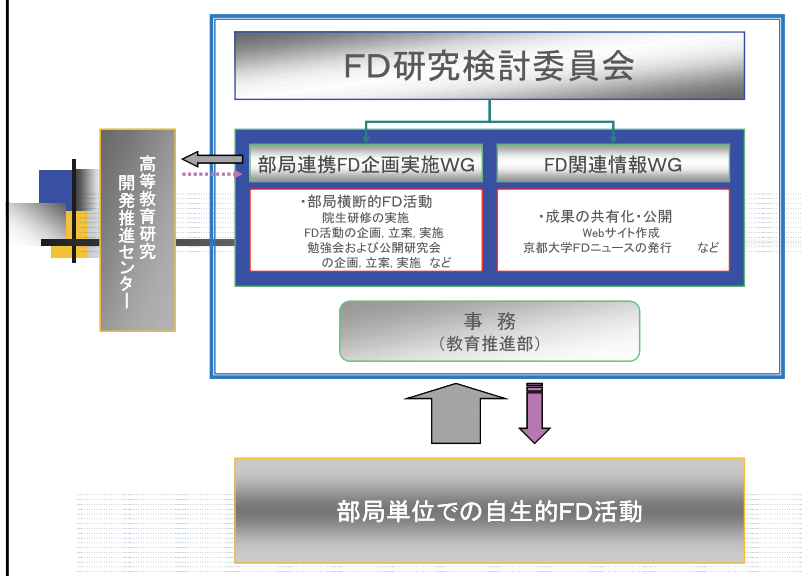 FD研究検討委員会
高等教育研究
開発推進センター
部局連携FD企画実施WG
・部局横断的FD活動
院生研修の実施
FD活動の企画, 立案, 実施
勉強会および公開研究会
の企画, 立案, 実施 など
FD関連情報WG
・成果の共有化・公開
Webサイト作成
京都大学FDニュースの発行 など
事 務
(教育推進部)
部局単位での自生的FD活動